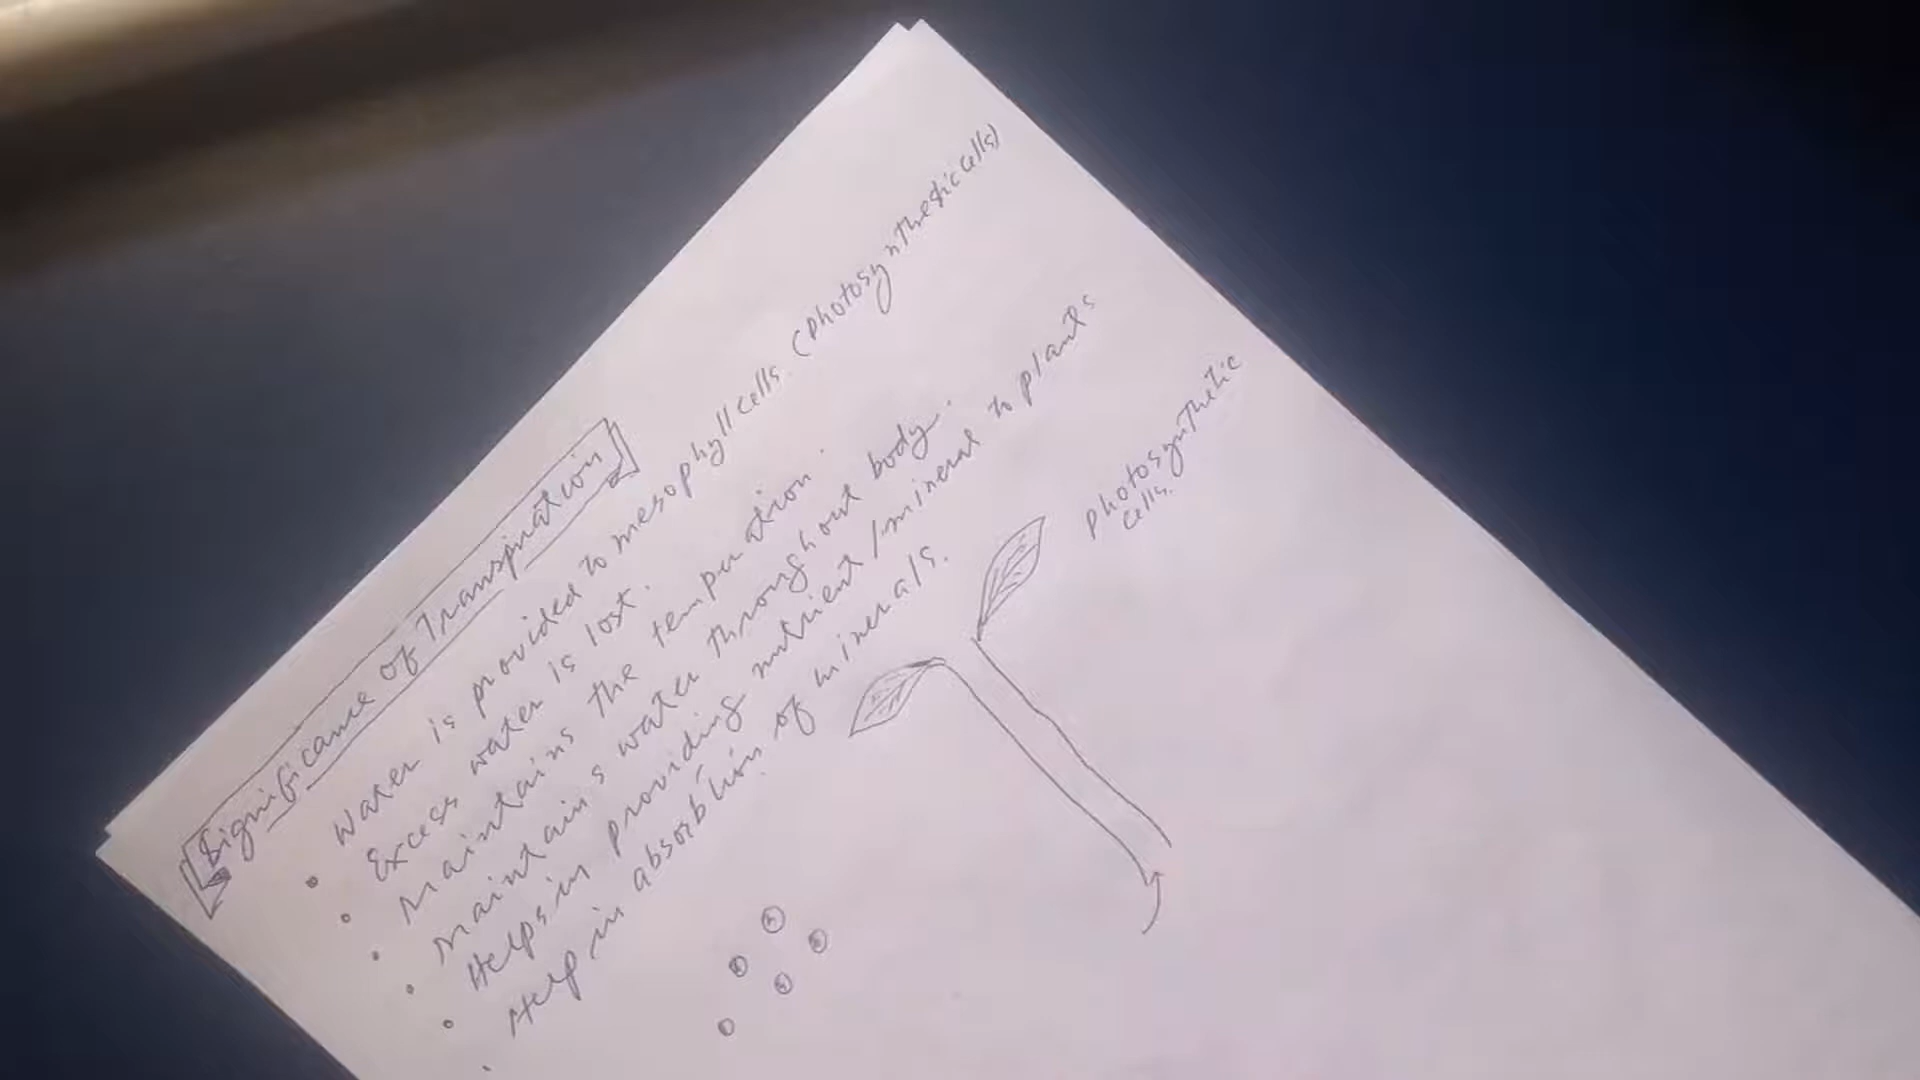 Significance of Transpiration
• Water is provided to mesophyll cells. (Photosynthetic cells)
• Excess water is lost.
• Maintains the temperation.
• Maintains water throughout body.
• Helps in providing nutrient/mineral to plants
• Help in absorbtion of minerals.
Photosynthetic
cells.